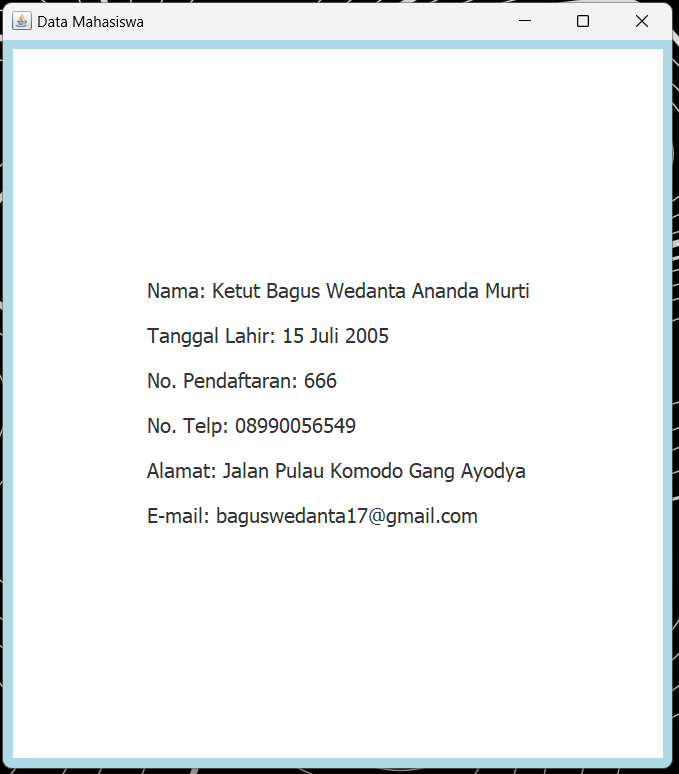 Data Mahasiswa
Nama: Ketut Bagus Wedanta Ananda Murti
Tanggal Lahir: 15 Juli 2005
No. Pendaftaran: 666
No. Telp: 08990056549
Alamat: Jalan Pulau Komodo Gang Ayodya
E-mail: baguswedanta17@gmail.com